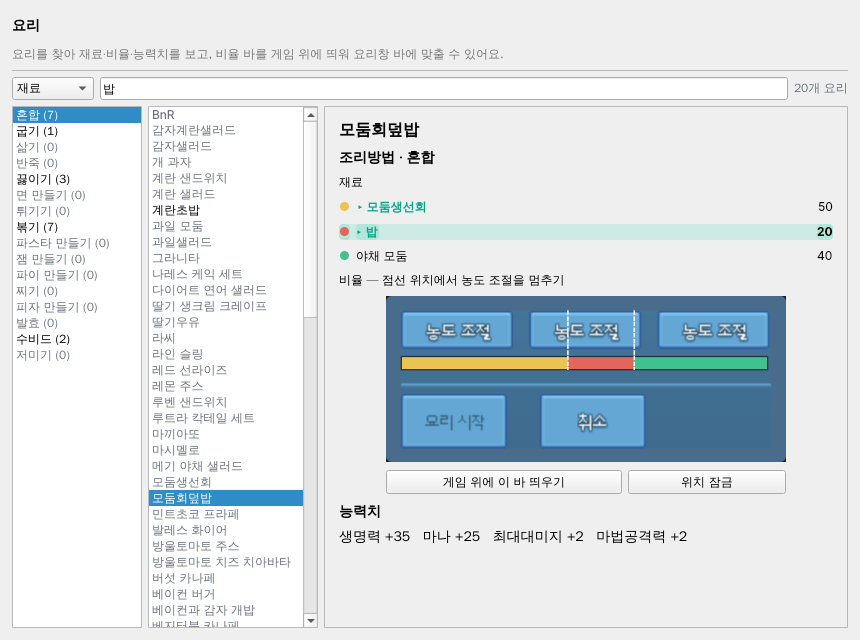 요리
요리를 찾아 재료·비율·능력치를 보고, 비율 바를 게임 위에 띄워 요리창 바에 맞출 수 있어요.
재료
밥
20개 요리
혼합 (7)
굽기 (1)
삶기 (0)
반죽 (0)
끓이기 (3)
면 만들기 (0)
튀기기 (0)
볶기 (7)
파스타 만들기 (0)
잼 만들기 (0)
파이 만들기 (0)
찌기 (0)
피자 만들기 (0)
발효 (0)
수비드 (2)
저미기 (0)
BnR
감자계란샐러드
감자샐러드
개 과자
계란 샌드위치
계란 샐러드
계란초밥
과일 모둠
과일샐러드
그라니타
나레스 케익 세트
다이어트 연어 샐러드
딸기 생크림 크레이프
딸기우유
라씨
라인 슬링
레드 선라이즈
레몬 주스
루벤 샌드위치
루트라 칵테일 세트
마끼아또
마시멜로
메기 야채 샐러드
모둠생선회
모둠회덮밥
민트초코 프라페
발레스 화이어
방울토마토 주스
방울토마토 치즈 치아바타
버섯 카나페
베이컨 버거
베이컨과 감자 개밥
베지터블 카나페
모둠회덮밥
조리방법 · 혼합
재료
▸ 모둠생선회 50
▸ 밥 20
야채 모둠 40
비율 — 점선 위치에서 농도 조절을 멈추기
농도 조절 농도 조절 농도 조절
요리 시작 취소
게임 위에 이 바 띄우기 위치 잠금
능력치
생명력 +35 마나 +25 최대대미지 +2 마법공격력 +2